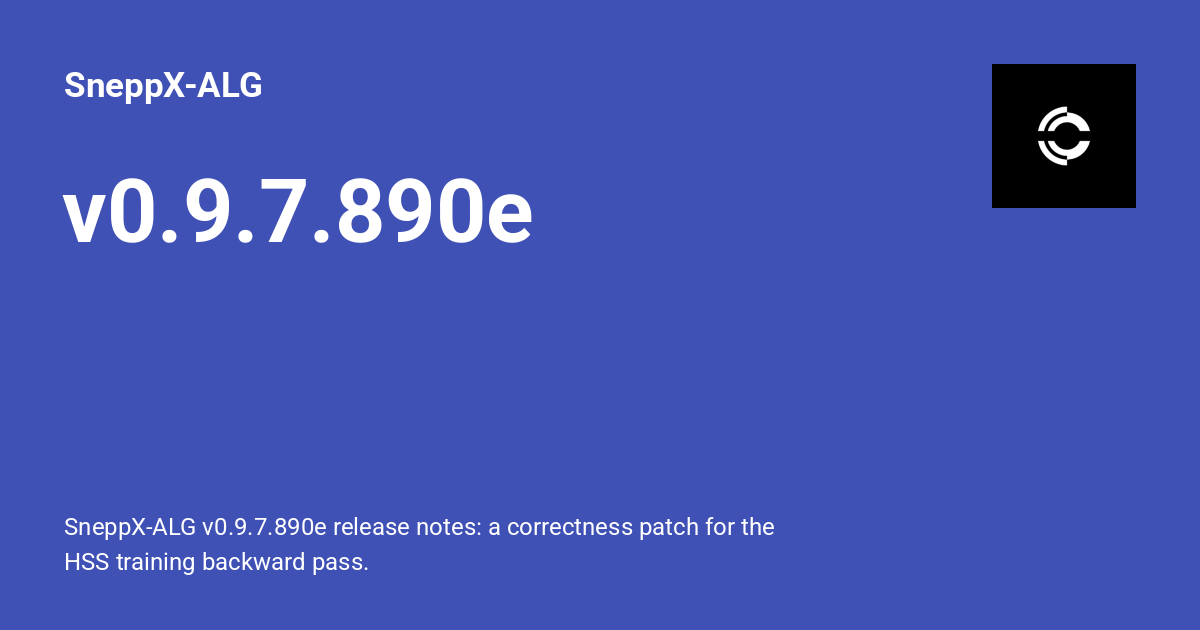 SneppX-ALG
v0.9.7.890e
SneppX-ALG v0.9.7.890e release notes: a correctness patch for the
HSS training backward pass.